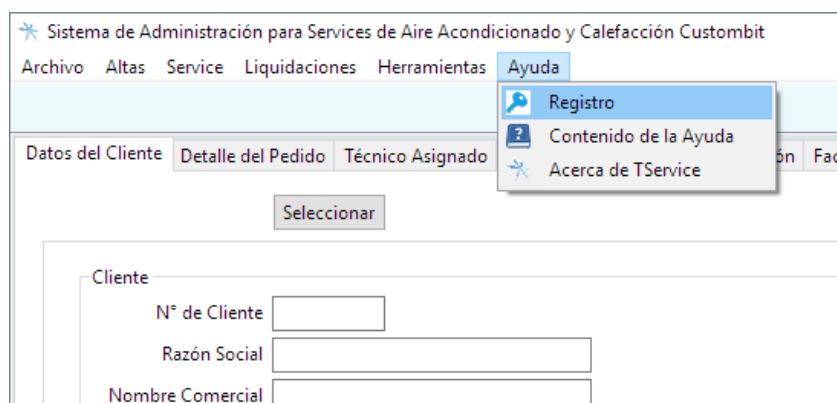 Sistema de Administración para Services de Aire Acondicionado y Calefacción Custombit
Archivo Altas Service Liquidaciones Herramientas Ayuda
Registro
Contenido de la Ayuda
Acerca de TService
Datos del Cliente Detalle del Pedido Técnico Asignado ón Fac
Seleccionar
Cliente
N° de Cliente
Razón Social
Nombre Comercial